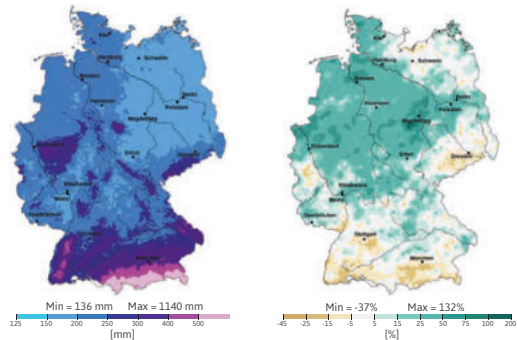 Kiel
Hamburg
Schwerin
Bremen
Hannover
Berlin
Potsdam
Magdeburg
Düsseldorf
Erfurt
Dresden
Wiesbaden
Mainz
Saarbrücken
Stuttgart
München
Min = 136 mm Max = 1140 mm
125 150 200 250 300 350 400 500
[mm]
Kiel
Hamburg
Schwerin
Bremen
Hannover
Berlin
Potsdam
Magdeburg
Düsseldorf
Erfurt
Dresden
Wiesbaden
Mainz
Saarbrücken
Stuttgart
München
Min = -37% Max = 132%
-45 -25 -15 -5 5 15 25 50 75 100 200
[%]